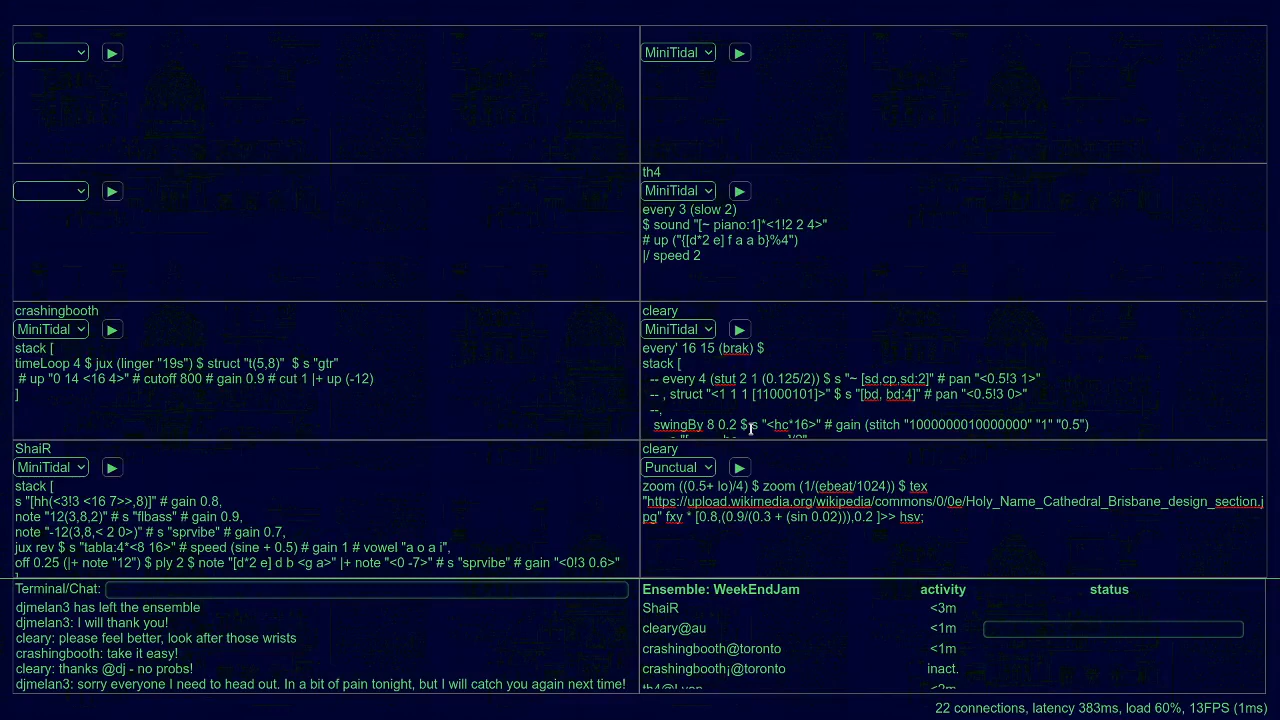 MiniTidal
th4
MiniTidal
every 3 (slow 2)
$ sound "[~ piano:1]*<1!2 2 4>"
# up ("{[d*2 e] f a a b}%4")
|/ speed 2
crashingbooth
MiniTidal
stack [
timeLoop 4 $ jux (linger "19s") $ struct "t(5,8)"  $ s "gtr"
# up "0 14 <16 4>" # cutoff 800 # gain 0.9 # cut 1 |+ up (-12)
]
cleary
MiniTidal
every' 16 15 (brak) $
stack [
-- every 4 (stut 2 1 (0.125/2)) $ s "~ [sd,cp,sd:2]" # pan "<0.5!3 1>"
-- , struct "<1 1 1 [11000101]>" $ s "[bd, bd:4]" # pan "<0.5!3 0>"
--,
swingBy 8 0.2 $ s "<hc*16>" # gain (stitch "1000000010000000" "1" "0.5")
ShaiR
MiniTidal
stack [
s "[hh(<3!3 <16 7>>,8)]" # gain 0.8,
note "12(3,8,2)" # s "flbass" # gain 0.9,
note "-12(3,8,< 2 0>)" # s "sprvibe" # gain 0.7,
jux rev $ s "tabla:4*<8 16>" # speed (sine + 0.5) # gain 1 # vowel "a o a i",
off 0.25 (|+ note "12") $ ply 2 $ note "[d*2 e] d b <g a>" |+ note "<0 -7>" # s "sprvibe" # gain "<0!3 0.6>"
cleary
Punctual
zoom ((0.5+ lo)/4) $ zoom (1/(ebeat/1024)) $ tex
"https://upload.wikimedia.org/wikipedia/commons/0/0e/Holy_Name_Cathedral_Brisbane_design_section.j
pg" fxy * [0.8,(0.9/(0.3 + (sin 0.02))),0.2 ]>> hsv;
Terminal/Chat:
djmelan3 has left the ensemble
djmelan3: I will thank you!
cleary: please feel better, look after those wrists
crashingbooth: take it easy!
cleary: thanks @dj - no probs!
djmelan3: sorry everyone I need to head out. In a bit of pain tonight, but I will catch you again next time!
Ensemble: WeekEndJam activity status
ShaiR <3m
cleary@au <1m
crashingbooth@toronto <1m
crashingbooth¡@toronto inact.
22 connections, latency 383ms, load 60%, 13FPS (1ms)